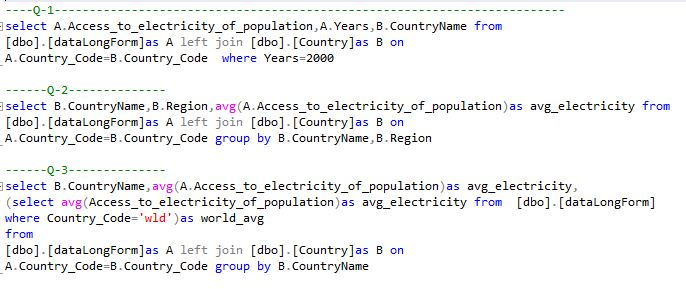 ----Q-1-----------------------------------------------------------------
select A.Access_to_electricity_of_population,A.Years,B.CountryName from
[dbo].[dataLongForm]as A left join [dbo].[Country]as B on
A.Country_Code=B.Country_Code  where Years=2000
------Q-2--------------
select B.CountryName,B.Region,avg(A.Access_to_electricity_of_population)as avg_electricity from
[dbo].[dataLongForm]as A left join [dbo].[Country]as B on
A.Country_Code=B.Country_Code group by B.CountryName,B.Region
------Q-3--------------
select B.CountryName,avg(A.Access_to_electricity_of_population)as avg_electricity,
(select avg(Access_to_electricity_of_population)as avg_electricity from  [dbo].[dataLongForm]
where Country_Code='wld')as world_avg
from
[dbo].[dataLongForm]as A left join [dbo].[Country]as B on
A.Country_Code=B.Country_Code group by B.CountryName